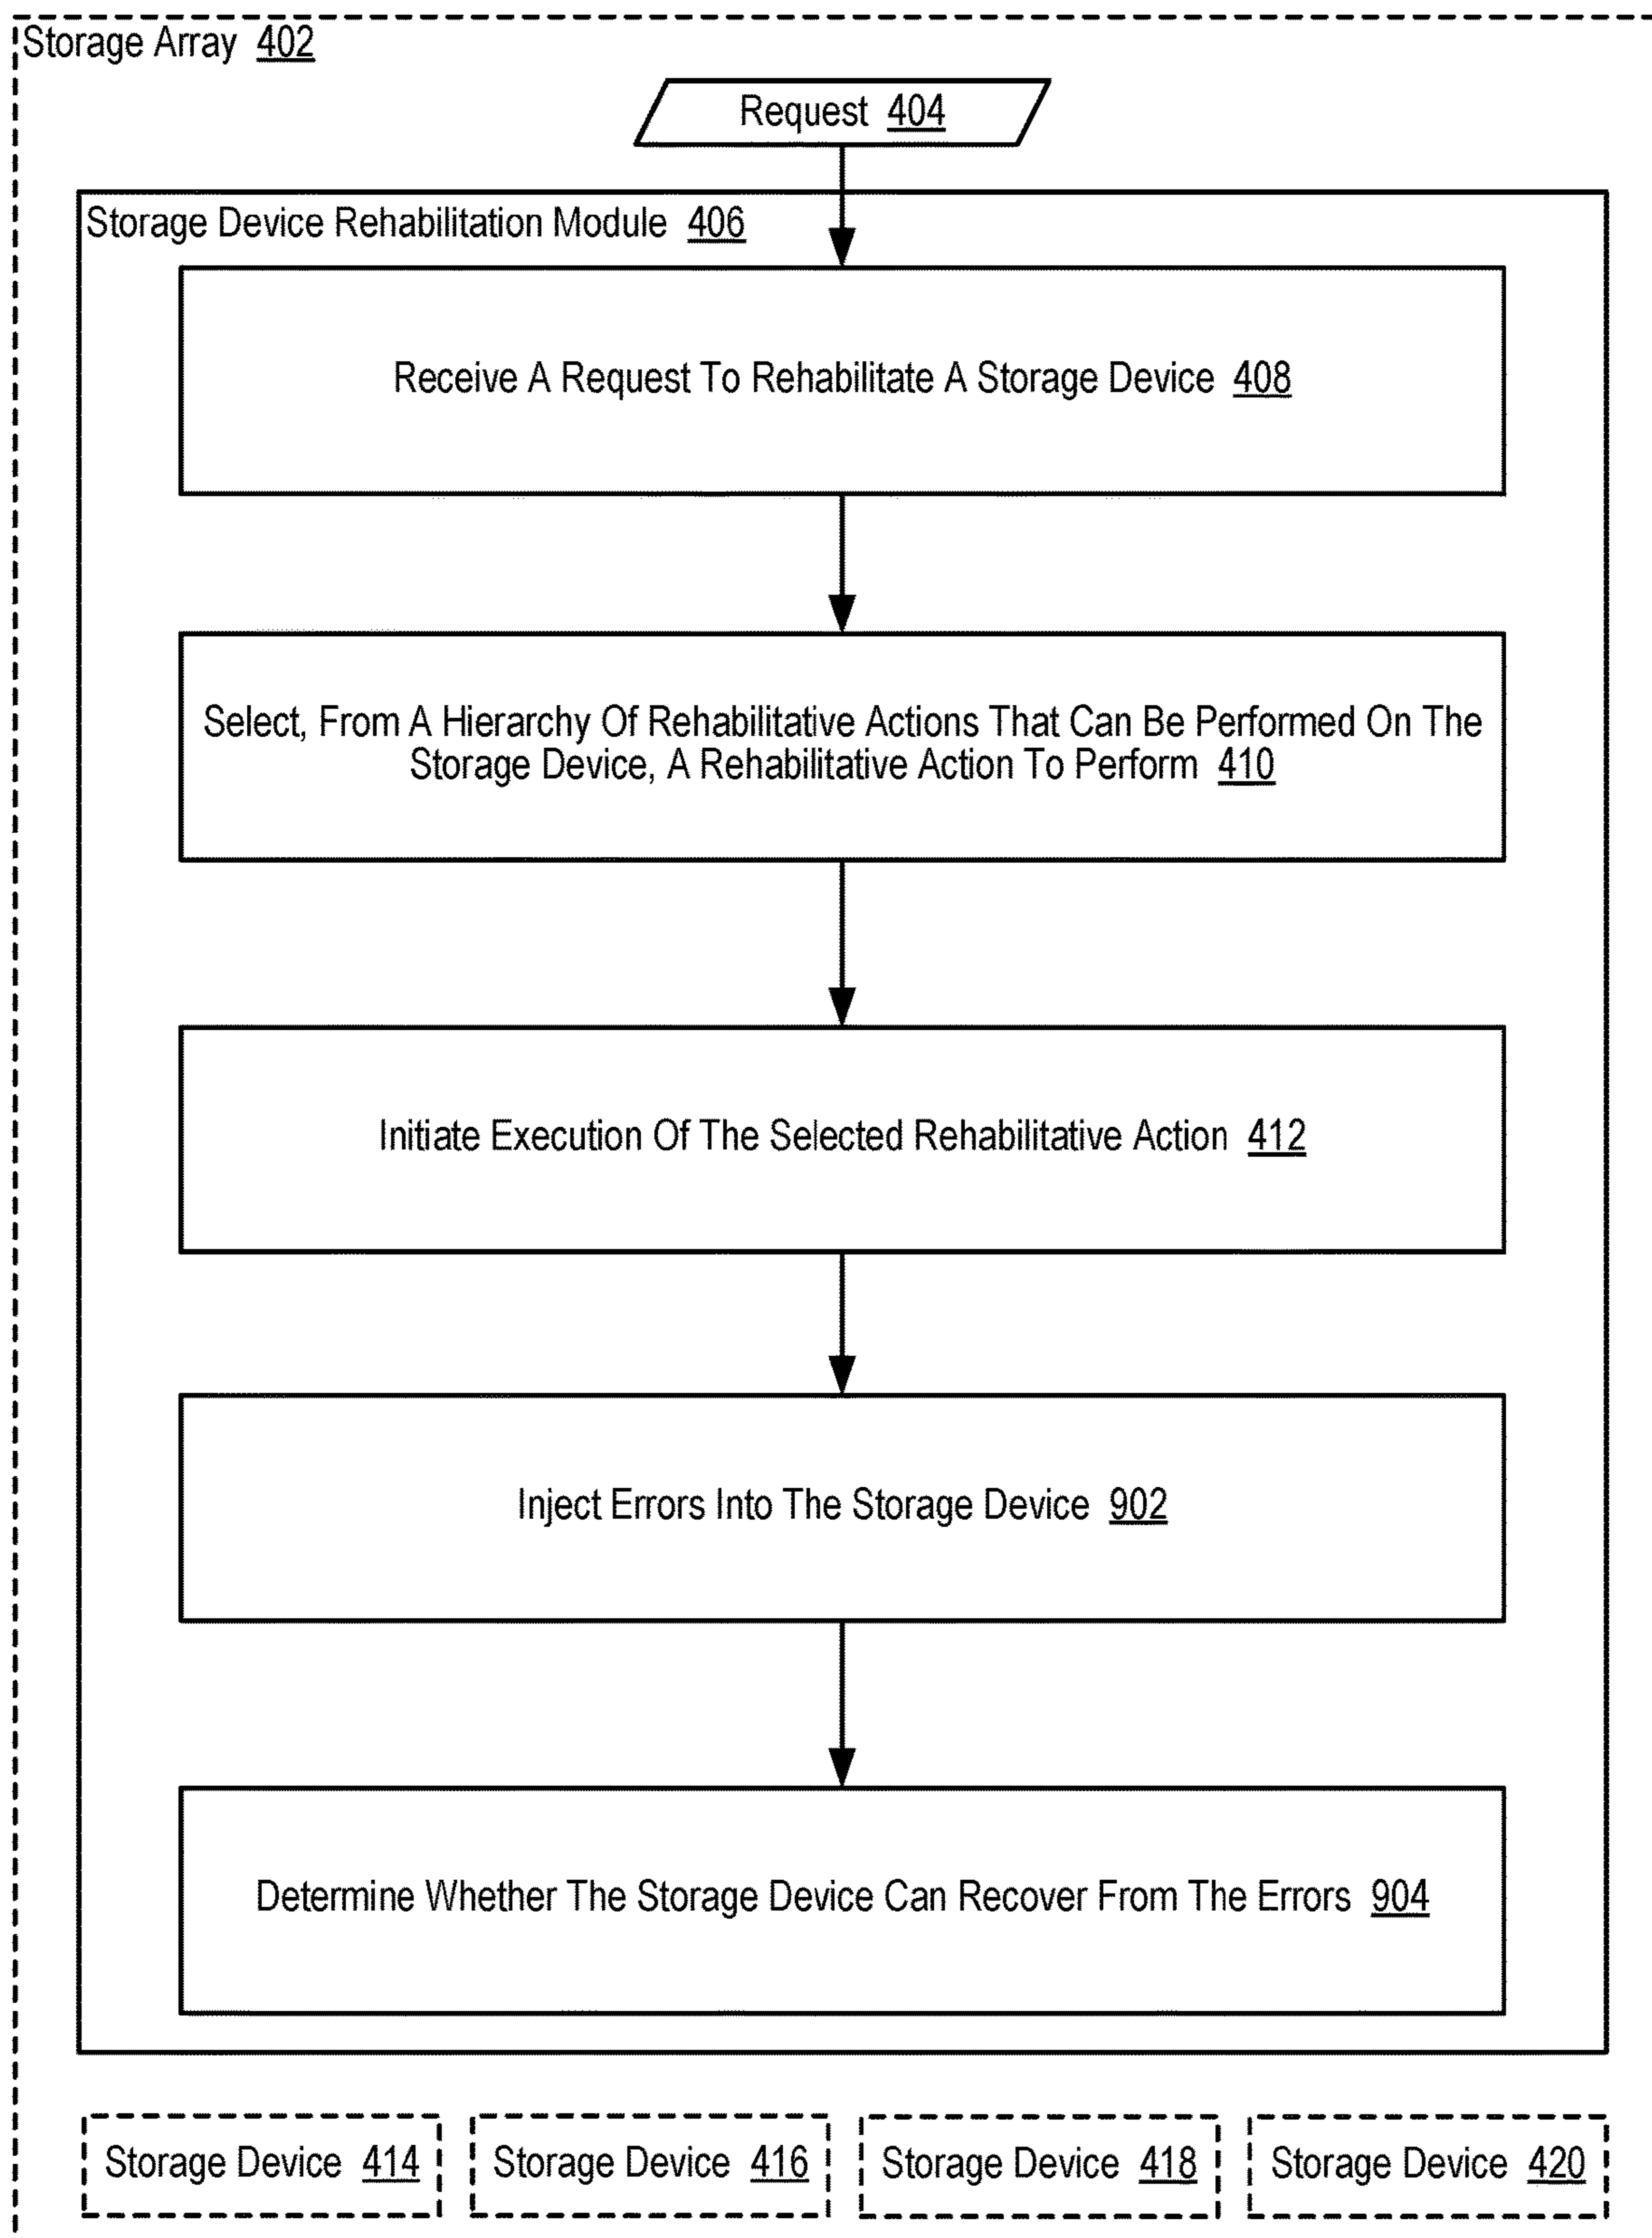 Storage Array 402
Request 404
Storage Device Rehabilitation Module 406
Receive A Request To Rehabilitate A Storage Device 408
Select, From A Hierarchy Of Rehabilitative Actions That Can Be Performed On The
Storage Device, A Rehabilitative Action To Perform 410
Initiate Execution Of The Selected Rehabilitative Action 412
Inject Errors Into The Storage Device 902
Determine Whether The Storage Device Can Recover From The Errors 904
Storage Device 414
Storage Device 416
Storage Device 418
Storage Device 420